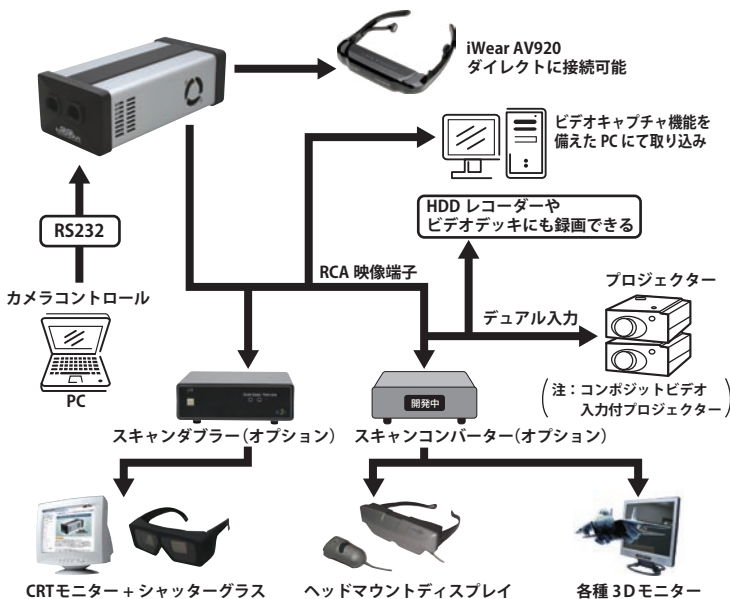 iWear AV920
ダイレクトに接続可能
ビデオキャプチャ機能を
備えた PC にて取り込み
HDD レコーダーや
ビデオデッキにも録画できる
RS232
RCA 映像端子
カメラコントロール
プロジェクター
デュアル入力
PC
開発中
(注：コンポジットビデオ
入力付プロジェクター)
スキャンダブラー(オプション)
スキャンコンバーター(オプション)
CRTモニター + シャッターグラス
ヘッドマウントディスプレイ
各種 3D モニター